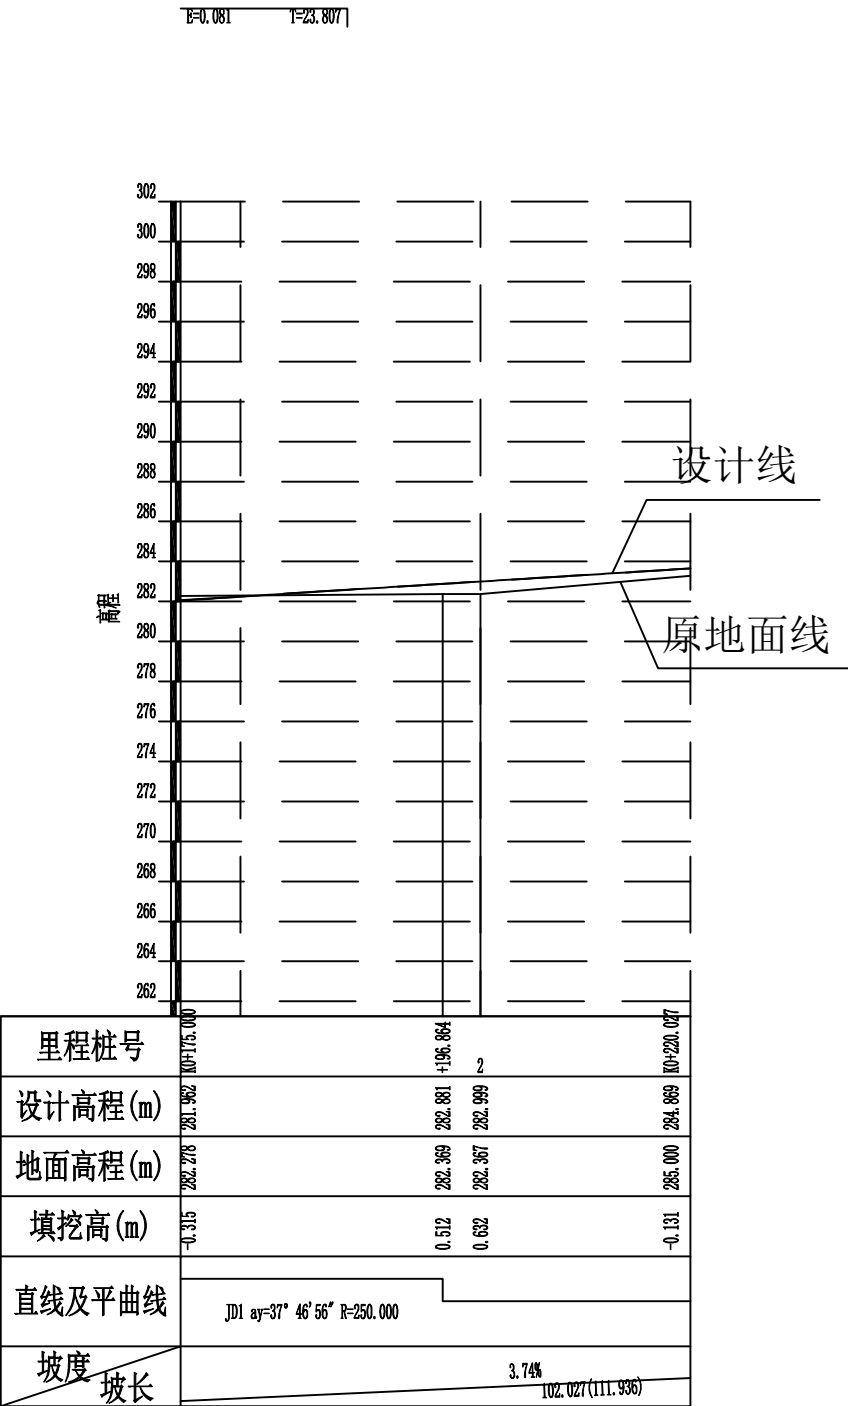 E=0.081 T=23.807
302
300
298
296
294
292
290
288
286
284
282
280
278
276
274
272
270
268
266
264
262
高程
设计线
原地面线
里程桩号 K0+175.000 +196.864 2 K0+220.027
设计高程(m) 281.962 282.881 282.999 284.869
地面高程(m) 282.278 282.369 282.367 285.000
填挖高(m) -0.315 0.512 0.632 -0.131
直线及平曲线 JD1 ay=37° 46′56″ R=250.000
坡度 3.74%
坡长 102.027(111.936)